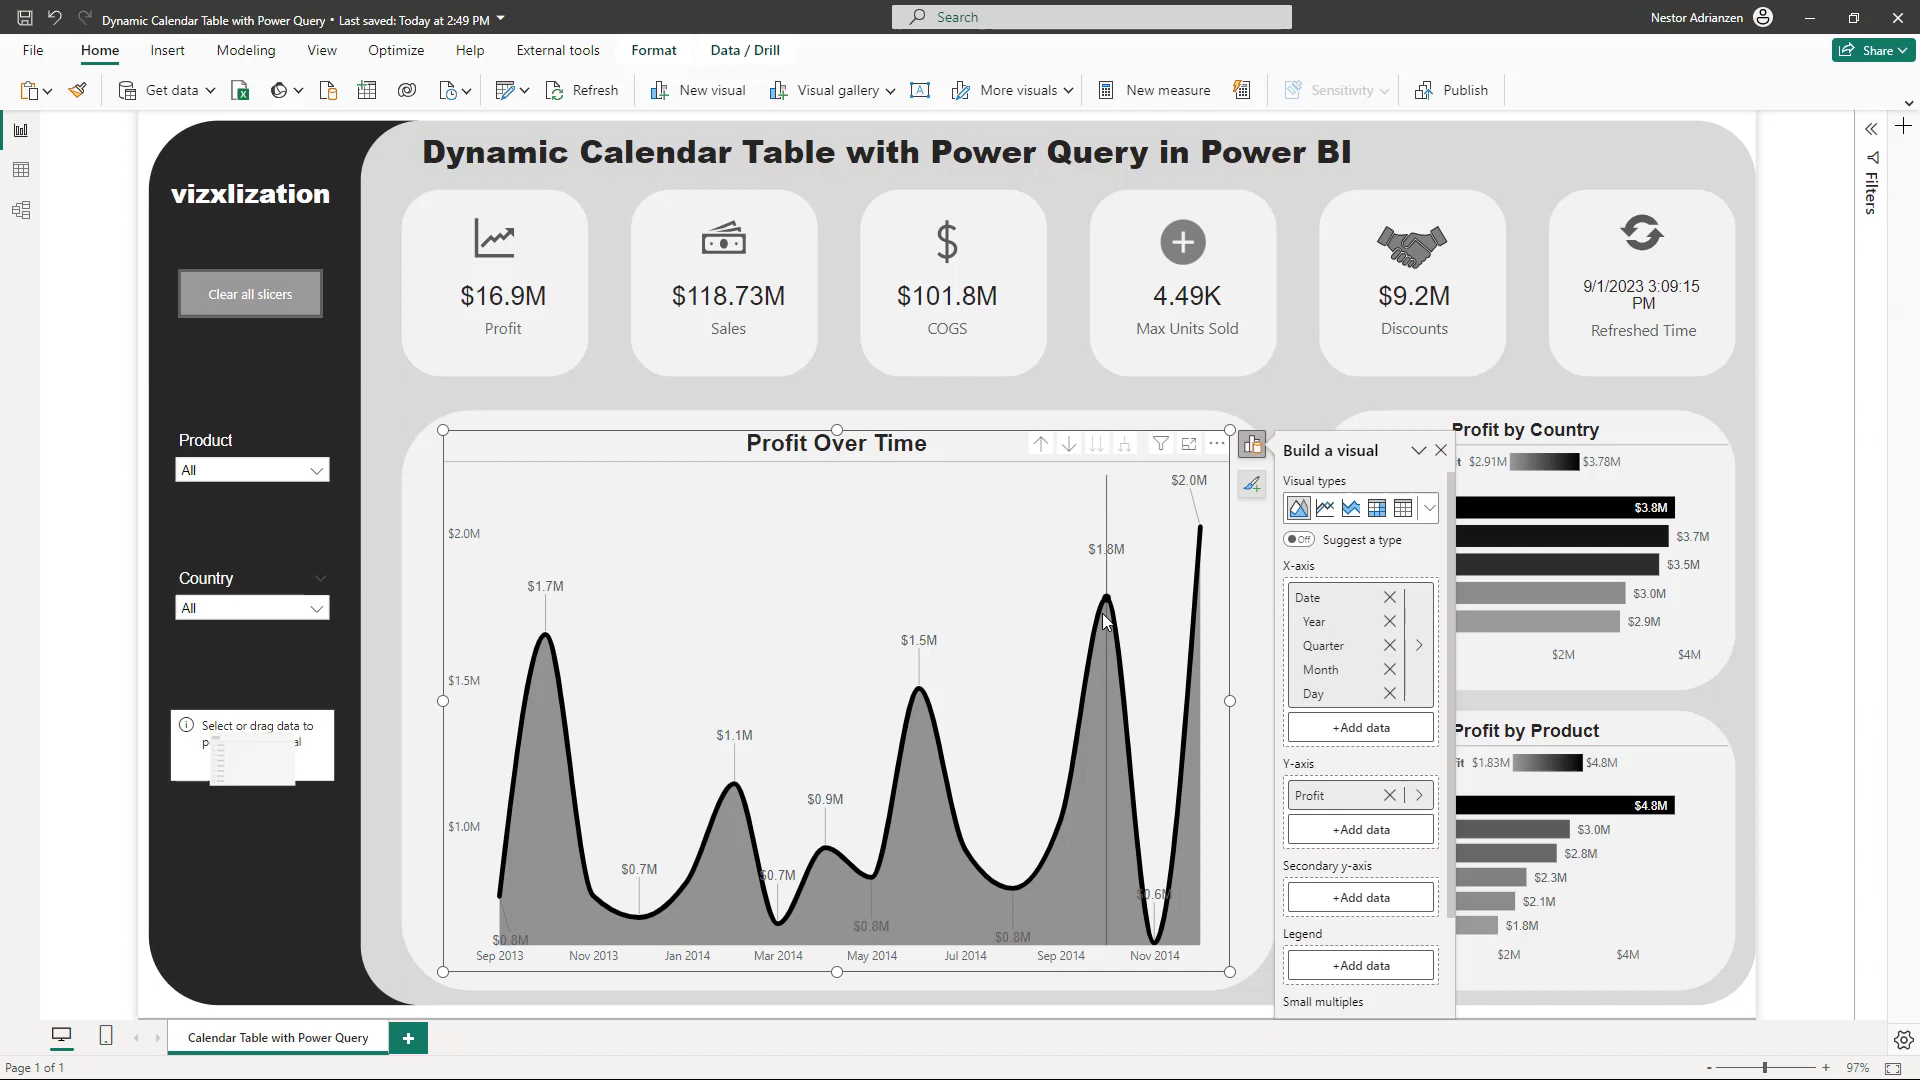 Dynamic Calendar Table with Power Query • Last saved: Today at 2:49 PM
Search
Nestor Adrianzen
File
Home
Insert
Modeling
View
Optimize
Help
External tools
Format
Data / Drill
Share
Get data
Refresh
New visual
Visual gallery
A
More visuals
New measure
Sensitivity
Publish
Dynamic Calendar Table with Power Query in Power BI
vizxlization
Clear all slicers
$16.9M
Profit
$118.73M
Sales
$101.8M
COGS
4.49K
Max Units Sold
$9.2M
Discounts
9/1/2023 3:09:15
PM
Refreshed Time
Filters
Product
All
Country
All
Select or drag data to
Profit Over Time
$2.0M
$1.5M
$1.0M
$0.8M
$1.7M
$0.7M
$1.1M
$0.7M
$0.9M
$0.8M
$1.5M
$0.8M
$1.8M
$0.6M
$2.0M
Sep 2013
Nov 2013
Jan 2014
Mar 2014
May 2014
Jul 2014
Sep 2014
Nov 2014
Build a visual
Visual types
Off
Suggest a type
X-axis
Date
Year
Quarter
Month
Day
+Add data
Y-axis
Profit
+Add data
Secondary y-axis
+Add data
Legend
+Add data
Small multiples
Profit by Country
$2.91M
$3.78M
$3.8M
$3.7M
$3.5M
$3.0M
$2.9M
$2M
$4M
Profit by Product
$1.83M
$4.8M
$4.8M
$3.0M
$2.8M
$2.3M
$2.1M
$1.8M
$2M
$4M
Calendar Table with Power Query
Page 1 of 1
- + 97%